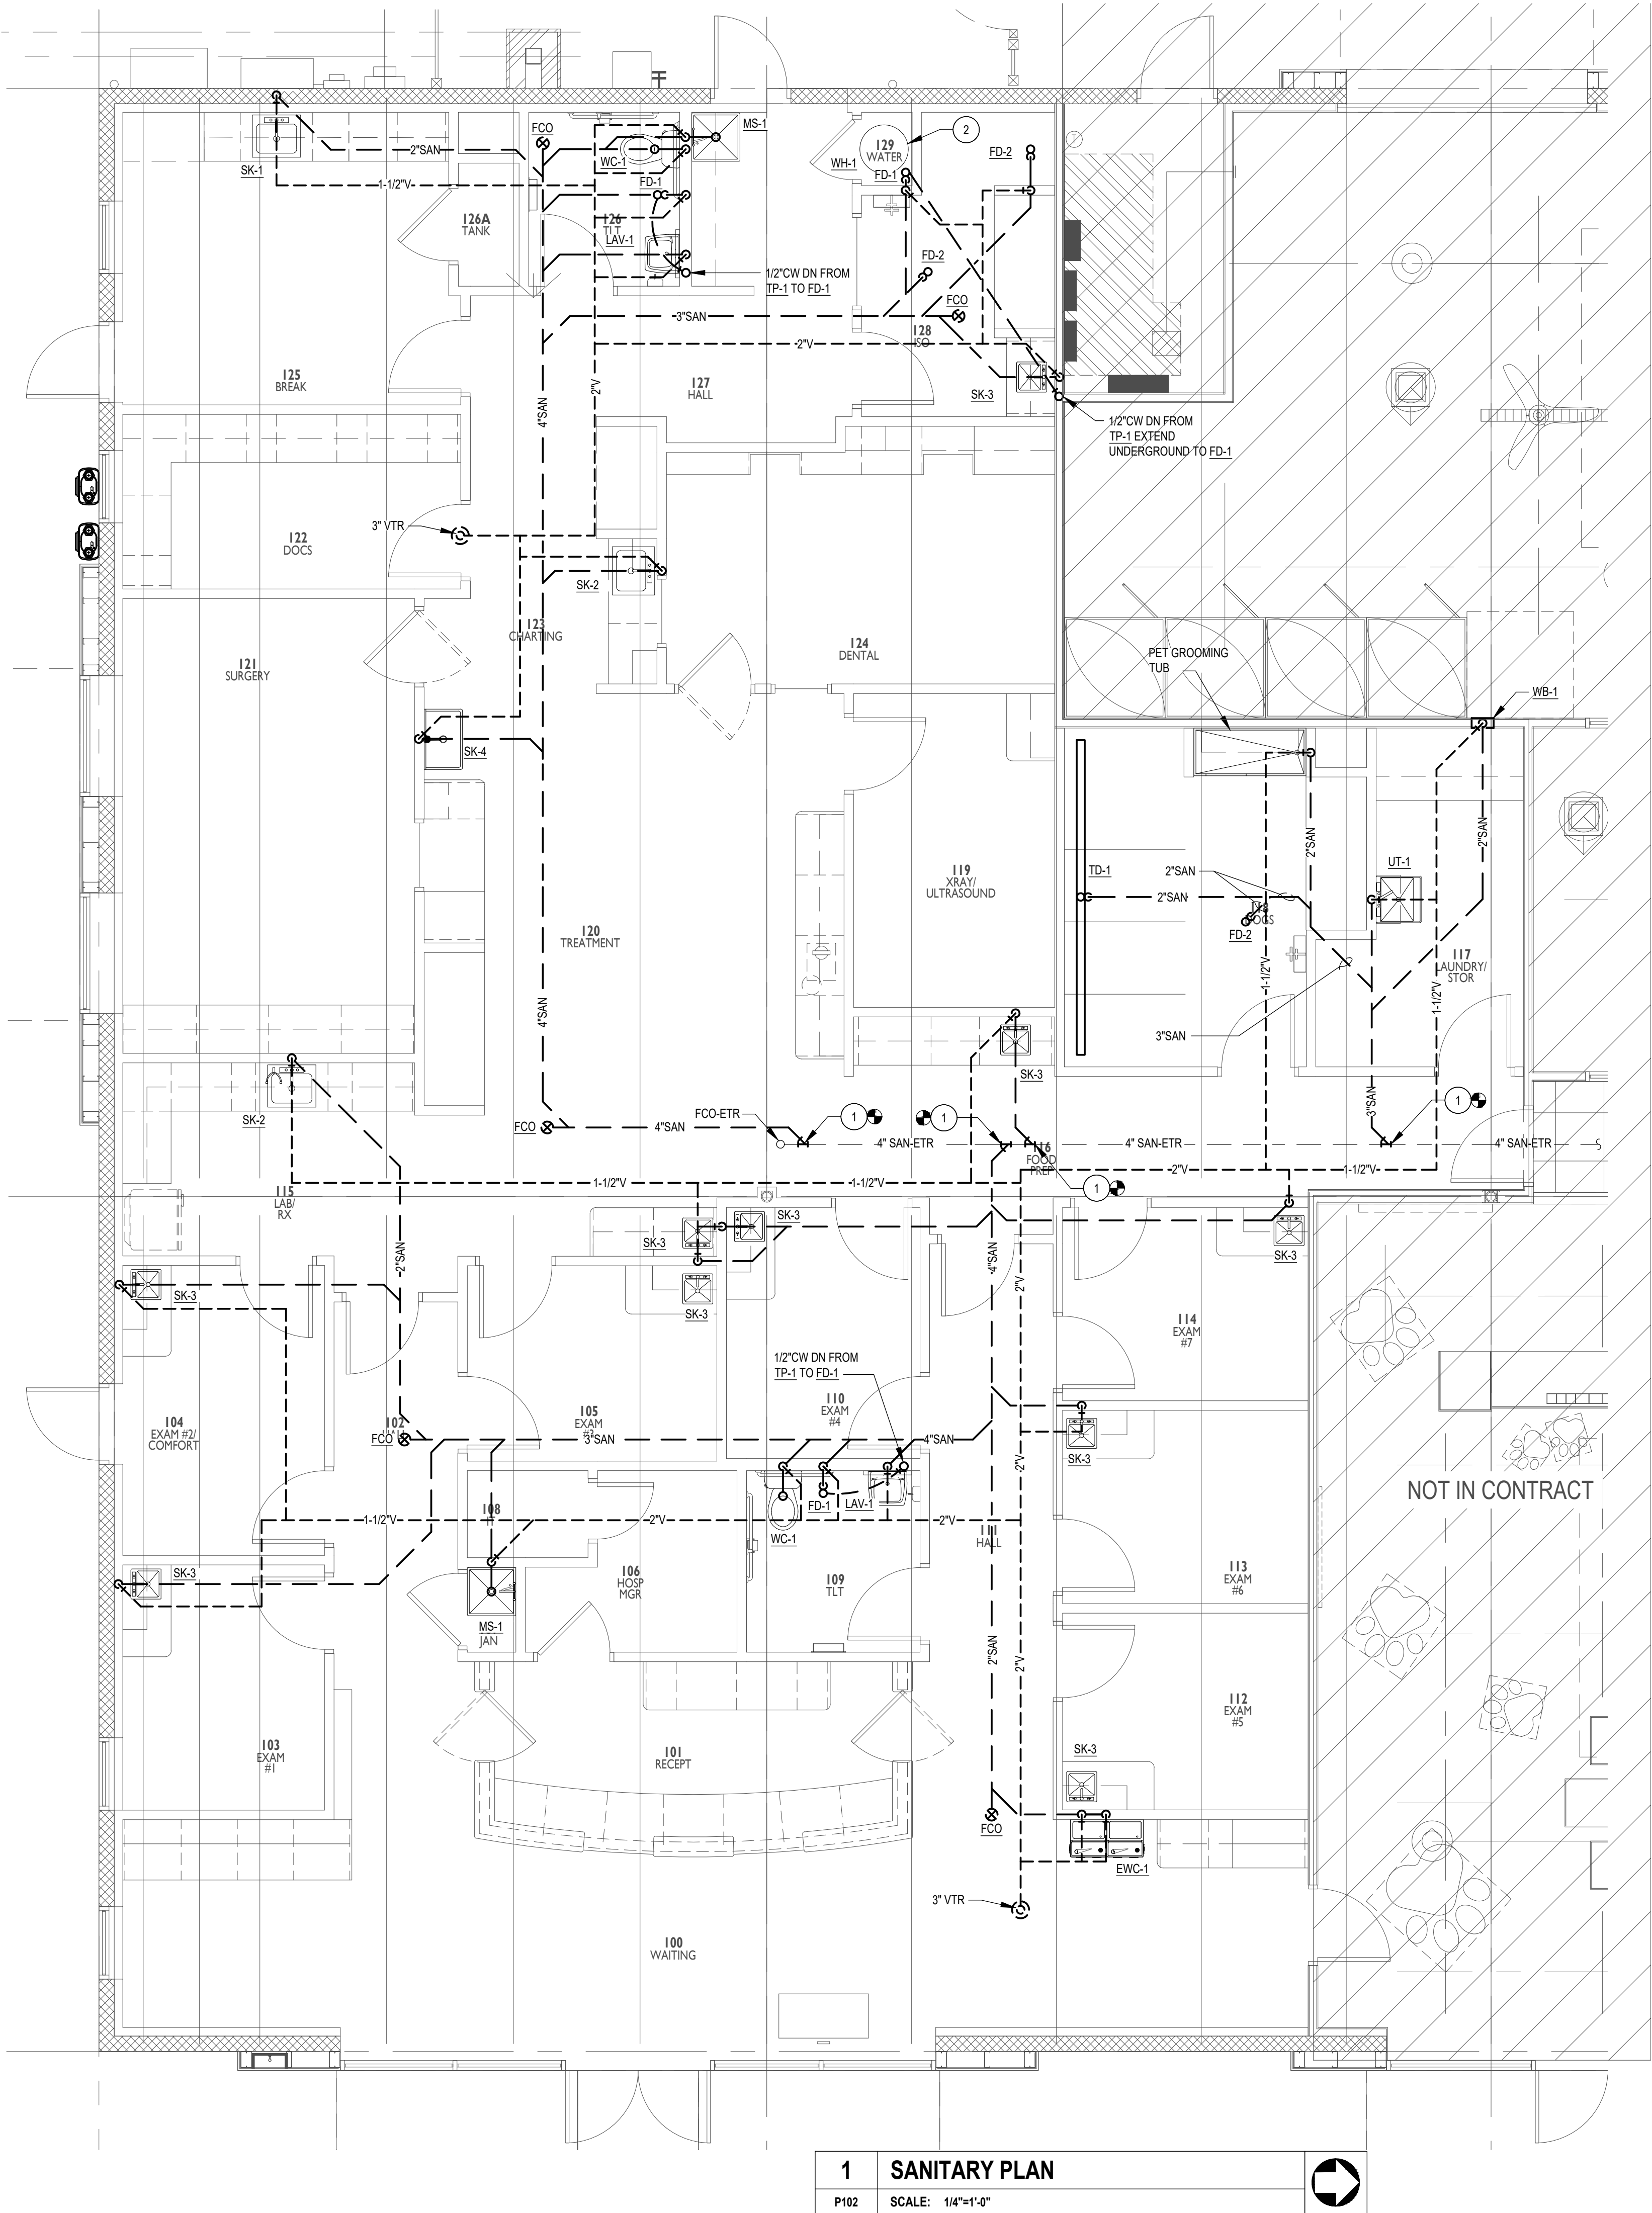 MS-1
FCO
129
WATER
2
FD-2
WC-1
WH-1
SK-1
2"SAN
FD-1
FD-1
1-1/2"V
126A
TANK
126
TLT
LAV-1
FD-2
1/2"CW DN FROM
TP-1 TO FD-1
FCO
3"SAN
128
ISO
2"V
125
BREAK
127
HALL
2"V
SK-3
4"SAN
1/2"CW DN FROM
TP-1 EXTEND
UNDERGROUND TO FD-1
3" VTR
122
DOCS
SK-2
123
CHARTING
124
DENTAL
PET GROOMING
TUB
121
SURGERY
WB-1
SK-4
2"SAN
2"SAN
UT-1
119
XRAY/
ULTRASOUND
TD-1
2"SAN
2"SAN
118
DOGS
FD-2
120
TREATMENT
117
LAUNDRY/
STOR
1-1/2"V
1-1/2"V
4"SAN
3"SAN
SK-3
SK-2
FCO-ETR
1
1
3"SAN
1
FCO
4"SAN
4" SAN-ETR
4" SAN-ETR
4" SAN-ETR
116
FOOD
PREP
2"V
1-1/2"V
1-1/2"V
1-1/2"V
1
115
LAB/
RX
SK-3
SK-3
SK-3
2"SAN
4"SAN
2"V
SK-3
SK-3
114
EXAM
#7
1/2"CW DN FROM
TP-1 TO FD-1
104
EXAM #2/
COMFORT
102
FCO
105
EXAM
3"SAN
110
EXAM
#4
4"SAN
SK-3
2"V
NOT IN CONTRACT
108
FD-1
LAV-1
1-1/2"V
2"V
2"V
WC-1
111
HALL
SK-3
106
HOSP
MGR
109
TLT
113
EXAM
#6
MS-1
JAN
2"SAN
2"V
112
EXAM
#5
103
EXAM
#1
101
RECEPT
SK-3
FCO
EWC-1
3" VTR
100
WAITING
1
SANITARY PLAN
P102
SCALE: 1/4"=1'-0"